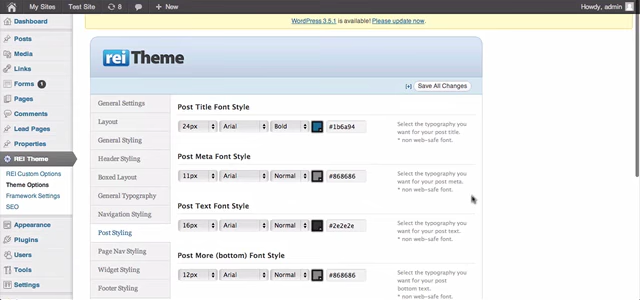 My Sites
Test Site
8
+ New
Howdy, admin
WordPress 3.5.1 is available! Please update now.
Dashboard
Posts
Media
Links
Forms 1
Pages
Comments
Lead Pages
Properties
REI Theme
REI Custom Options
Theme Options
Framework Settings
SEO
Appearance
Plugins
Users
Tools
Settings
rei Theme
[+] Save All Changes
General Settings
Layout
General Styling
Header Styling
Boxed Layout
General Typography
Navigation Styling
Post Styling
Page Nav Styling
Widget Styling
Footer Styling
Post Title Font Style
24px Arial Bold #1b6a94
Select the typography you
want for your post title.
* non web-safe font.
Post Meta Font Style
11px Arial Normal #868686
Select the typography you
want for your post meta.
* non web-safe font.
Post Text Font Style
16px Arial Normal #2e2e2e
Select the typography you
want for your post text.
* non web-safe font.
Post More (bottom) Font Style
12px Arial Normal #868686
Select the typography you
want for your post
bottom text.
* non web-safe font.